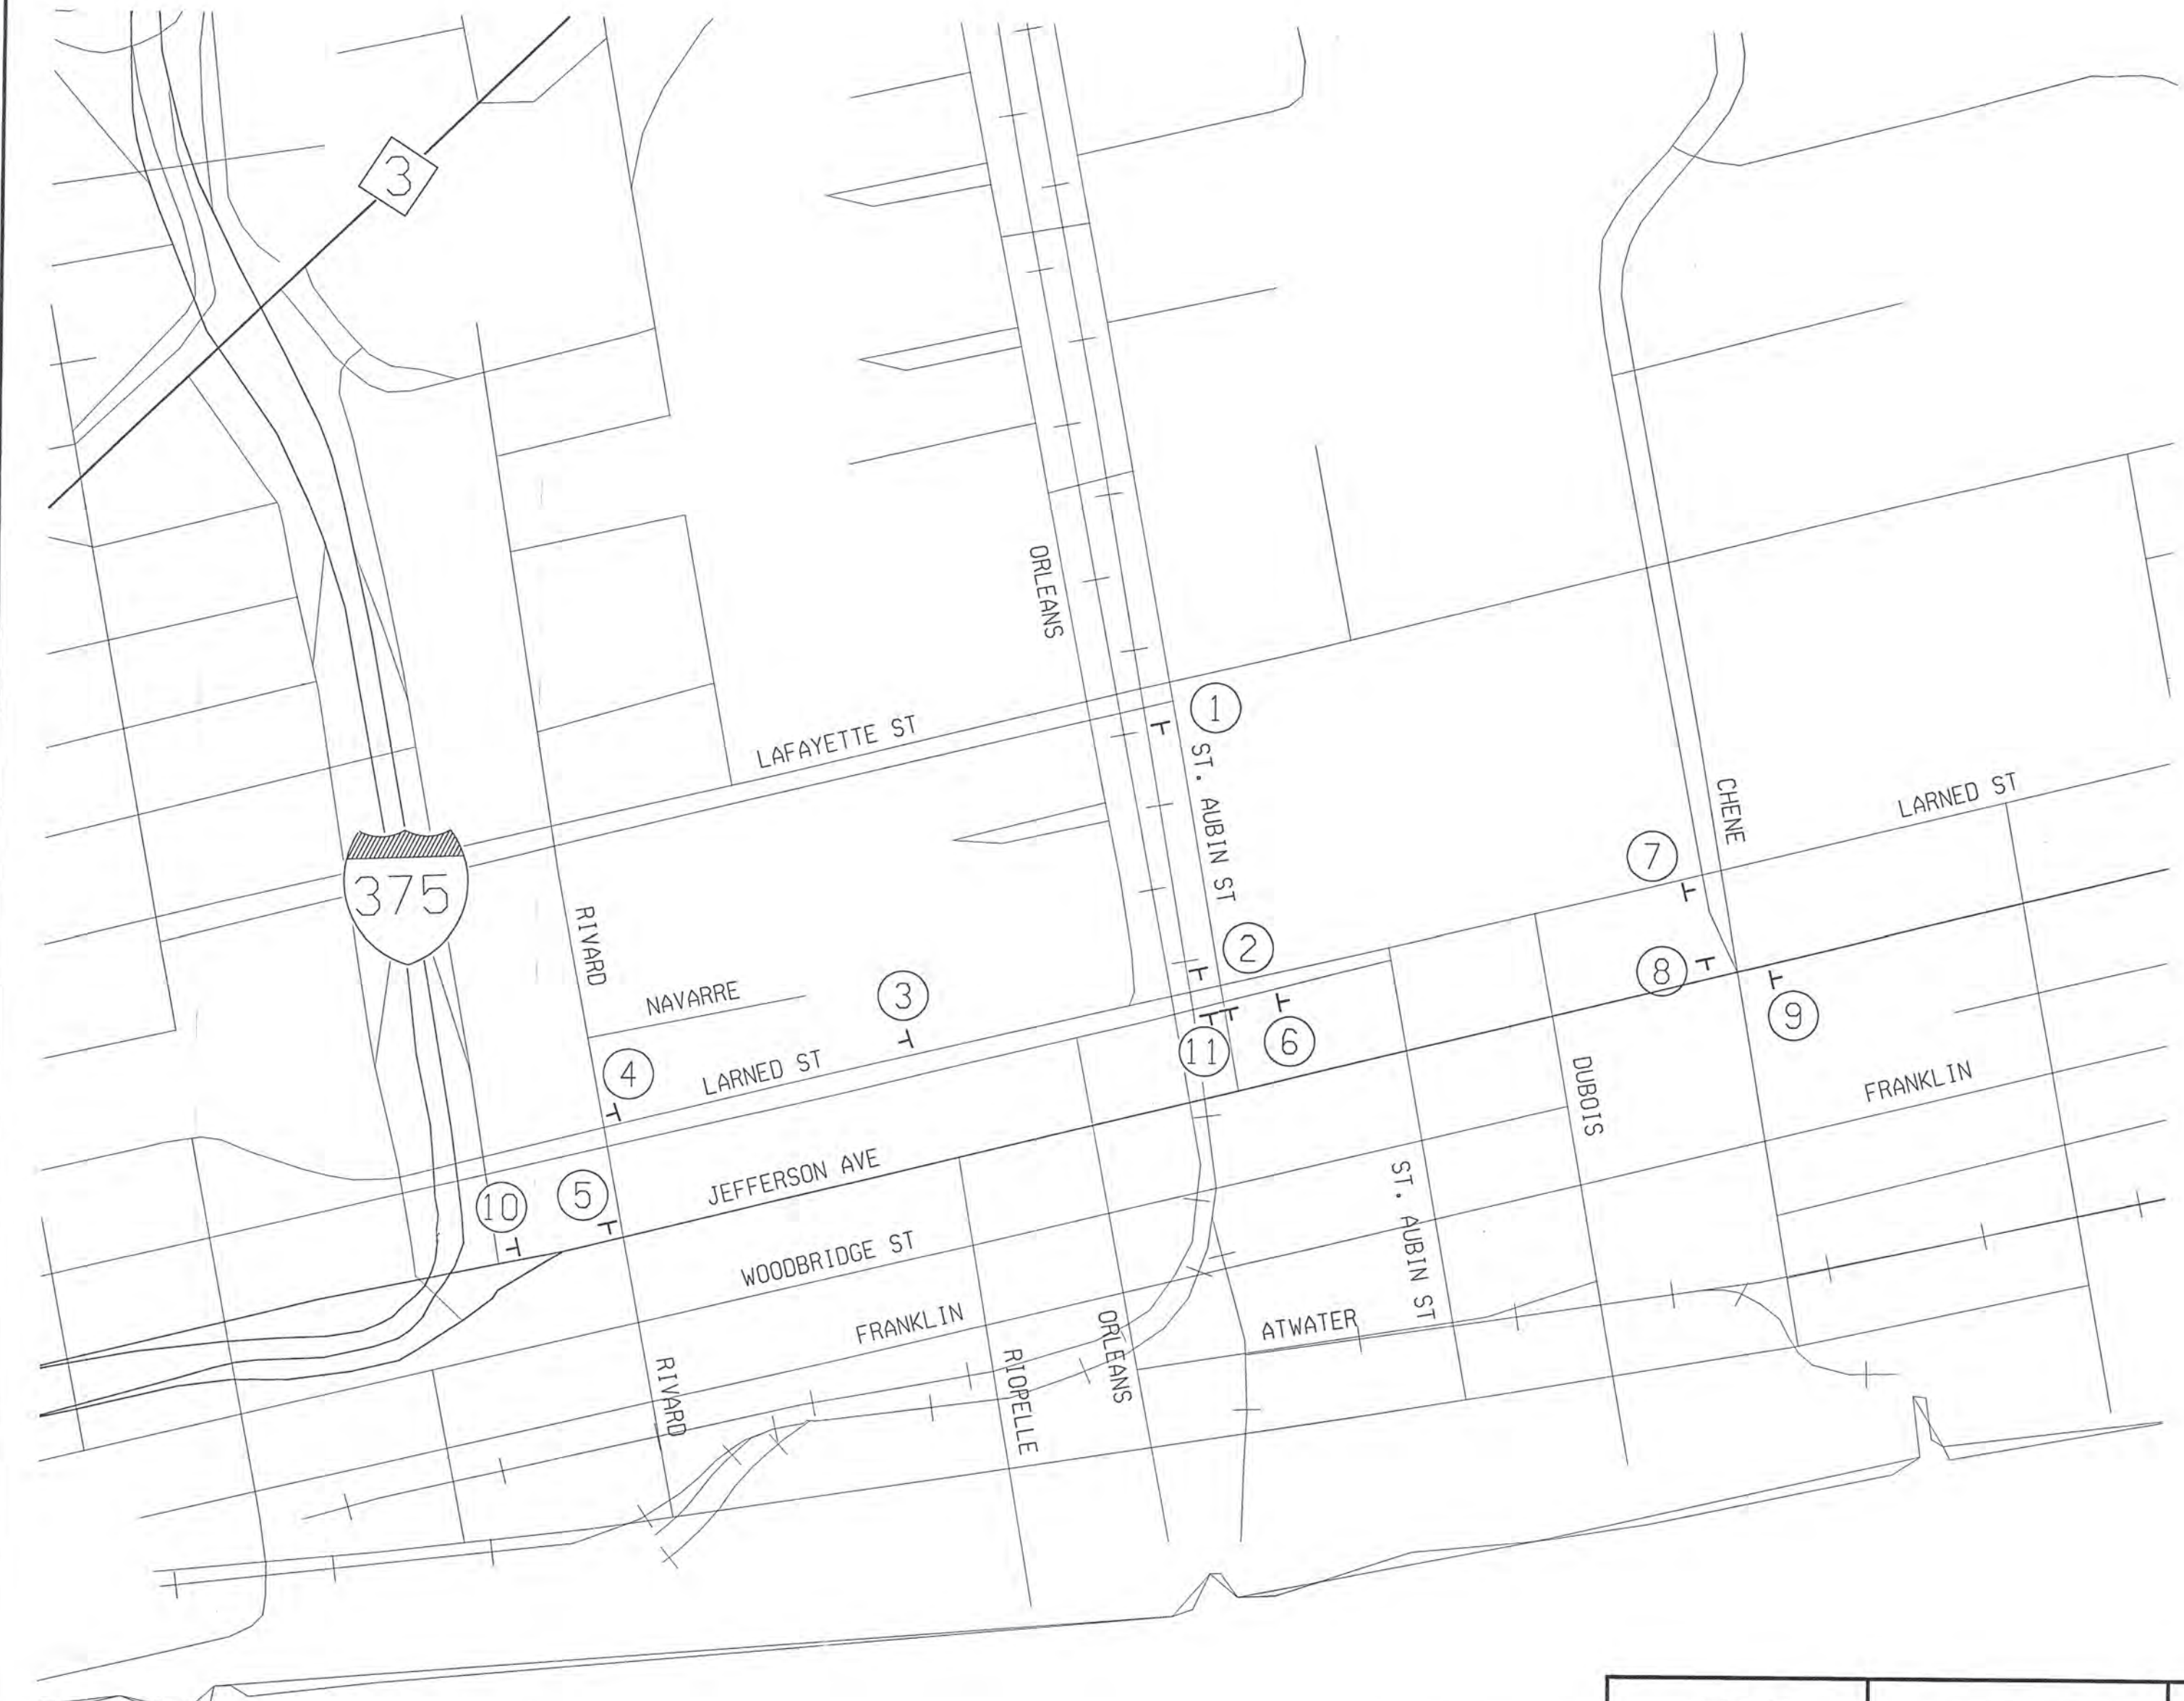 3
ORLEANS
1
LAFAYETTE ST
ST. AUBIN ST
CHENE
LARNED ST
7
375
RIVARD
2
NAVARRE
3
8
9
11
6
4
LARNED ST
DUBOIS
FRANKLIN
JEFFERSON AVE
10
5
ST. AUBIN ST
WOODBRIDGE ST
FRANKLIN
ORLEANS
ATWATER
RIVARD
RIOPELLE